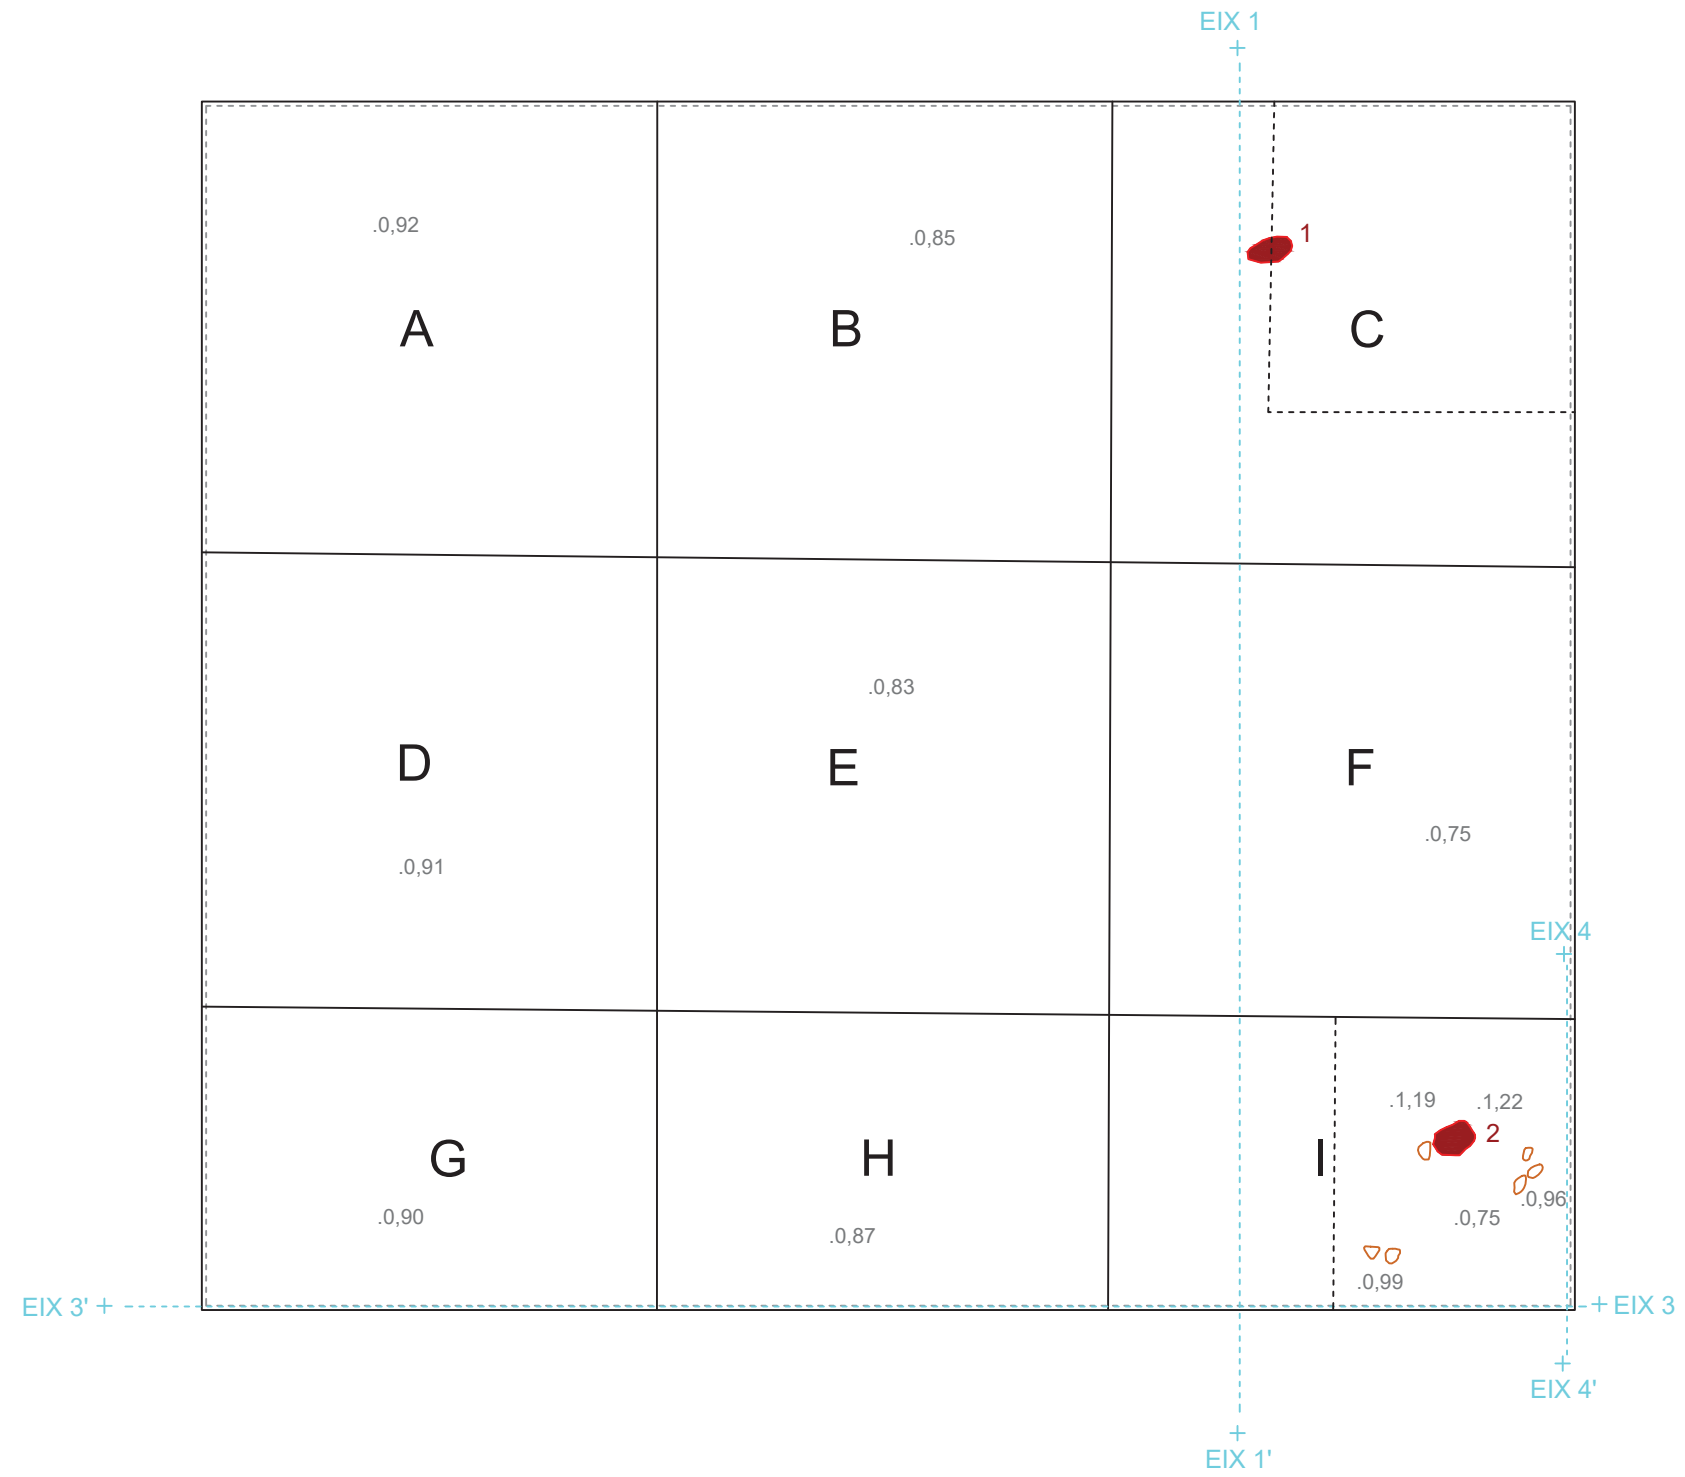 EIX 1
.0,92
.0,85
1
A
B
C
.0,83
D
E
F
.0,75
.0,91
EIX 4
.1,19
.1,22
2
G
H
I
.0,96
.0,90
.0,75
.0,87
.0,99
EIX 3'
EIX 3
EIX 4'
EIX 1'